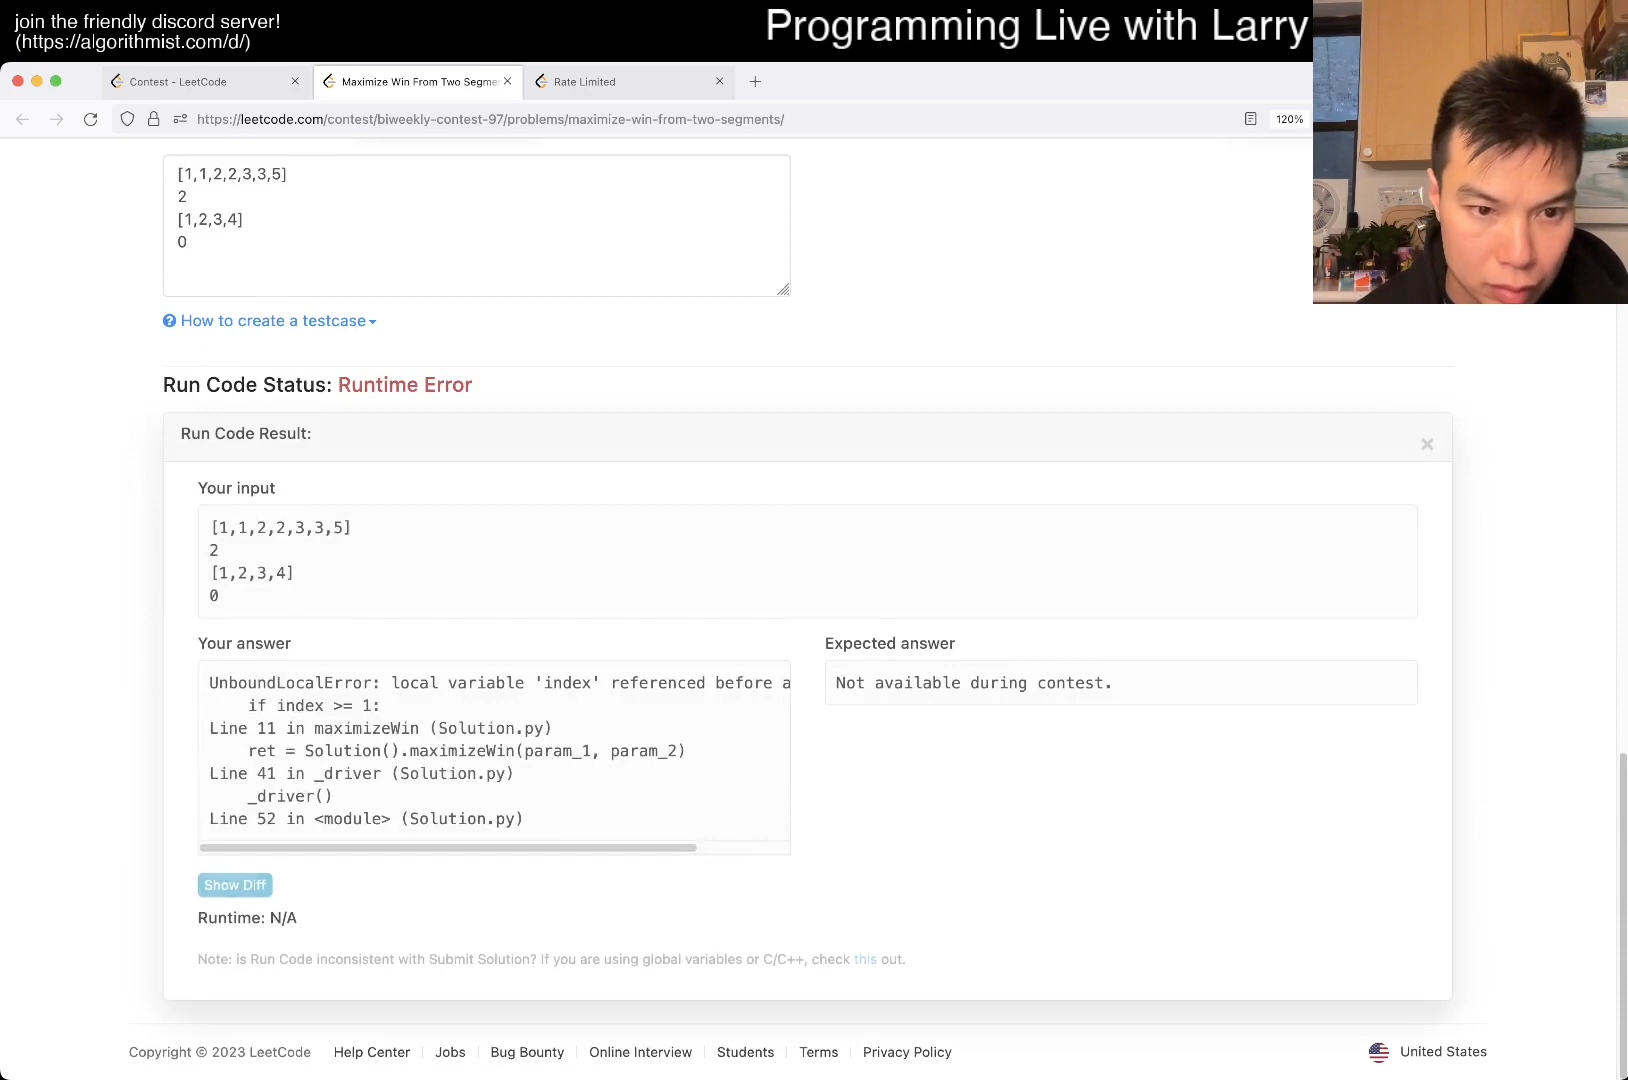 join the friendly discord server!
(https://algorithmist.com/d/)
Programming Live with Larry
Contest - LeetCode
Maximize Win From Two Segme
Rate Limited
https://leetcode.com/contest/biweekly-contest-97/problems/maximize-win-from-two-segments/
120%
[1,1,2,2,3,3,5]
2
[1,2,3,4]
0
How to create a testcase
Run Code Status: Runtime Error
Run Code Result:
Your input
[1,1,2,2,3,3,5]
2
[1,2,3,4]
0
Your answer
Expected answer
UnboundLocalError: local variable 'index' referenced before a
if index >= 1:
Line 11 in maximizeWin (Solution.py)
ret = Solution().maximizeWin(param_1, param_2)
Line 41 in _driver (Solution.py)
_driver()
Line 52 in <module> (Solution.py)
Not available during contest.
Show Diff
Runtime: N/A
Note: is Run Code inconsistent with Submit Solution? If you are using global variables or C/C++, check this out.
Copyright © 2023 LeetCode Help Center Jobs Bug Bounty Online Interview Students Terms Privacy Policy United States